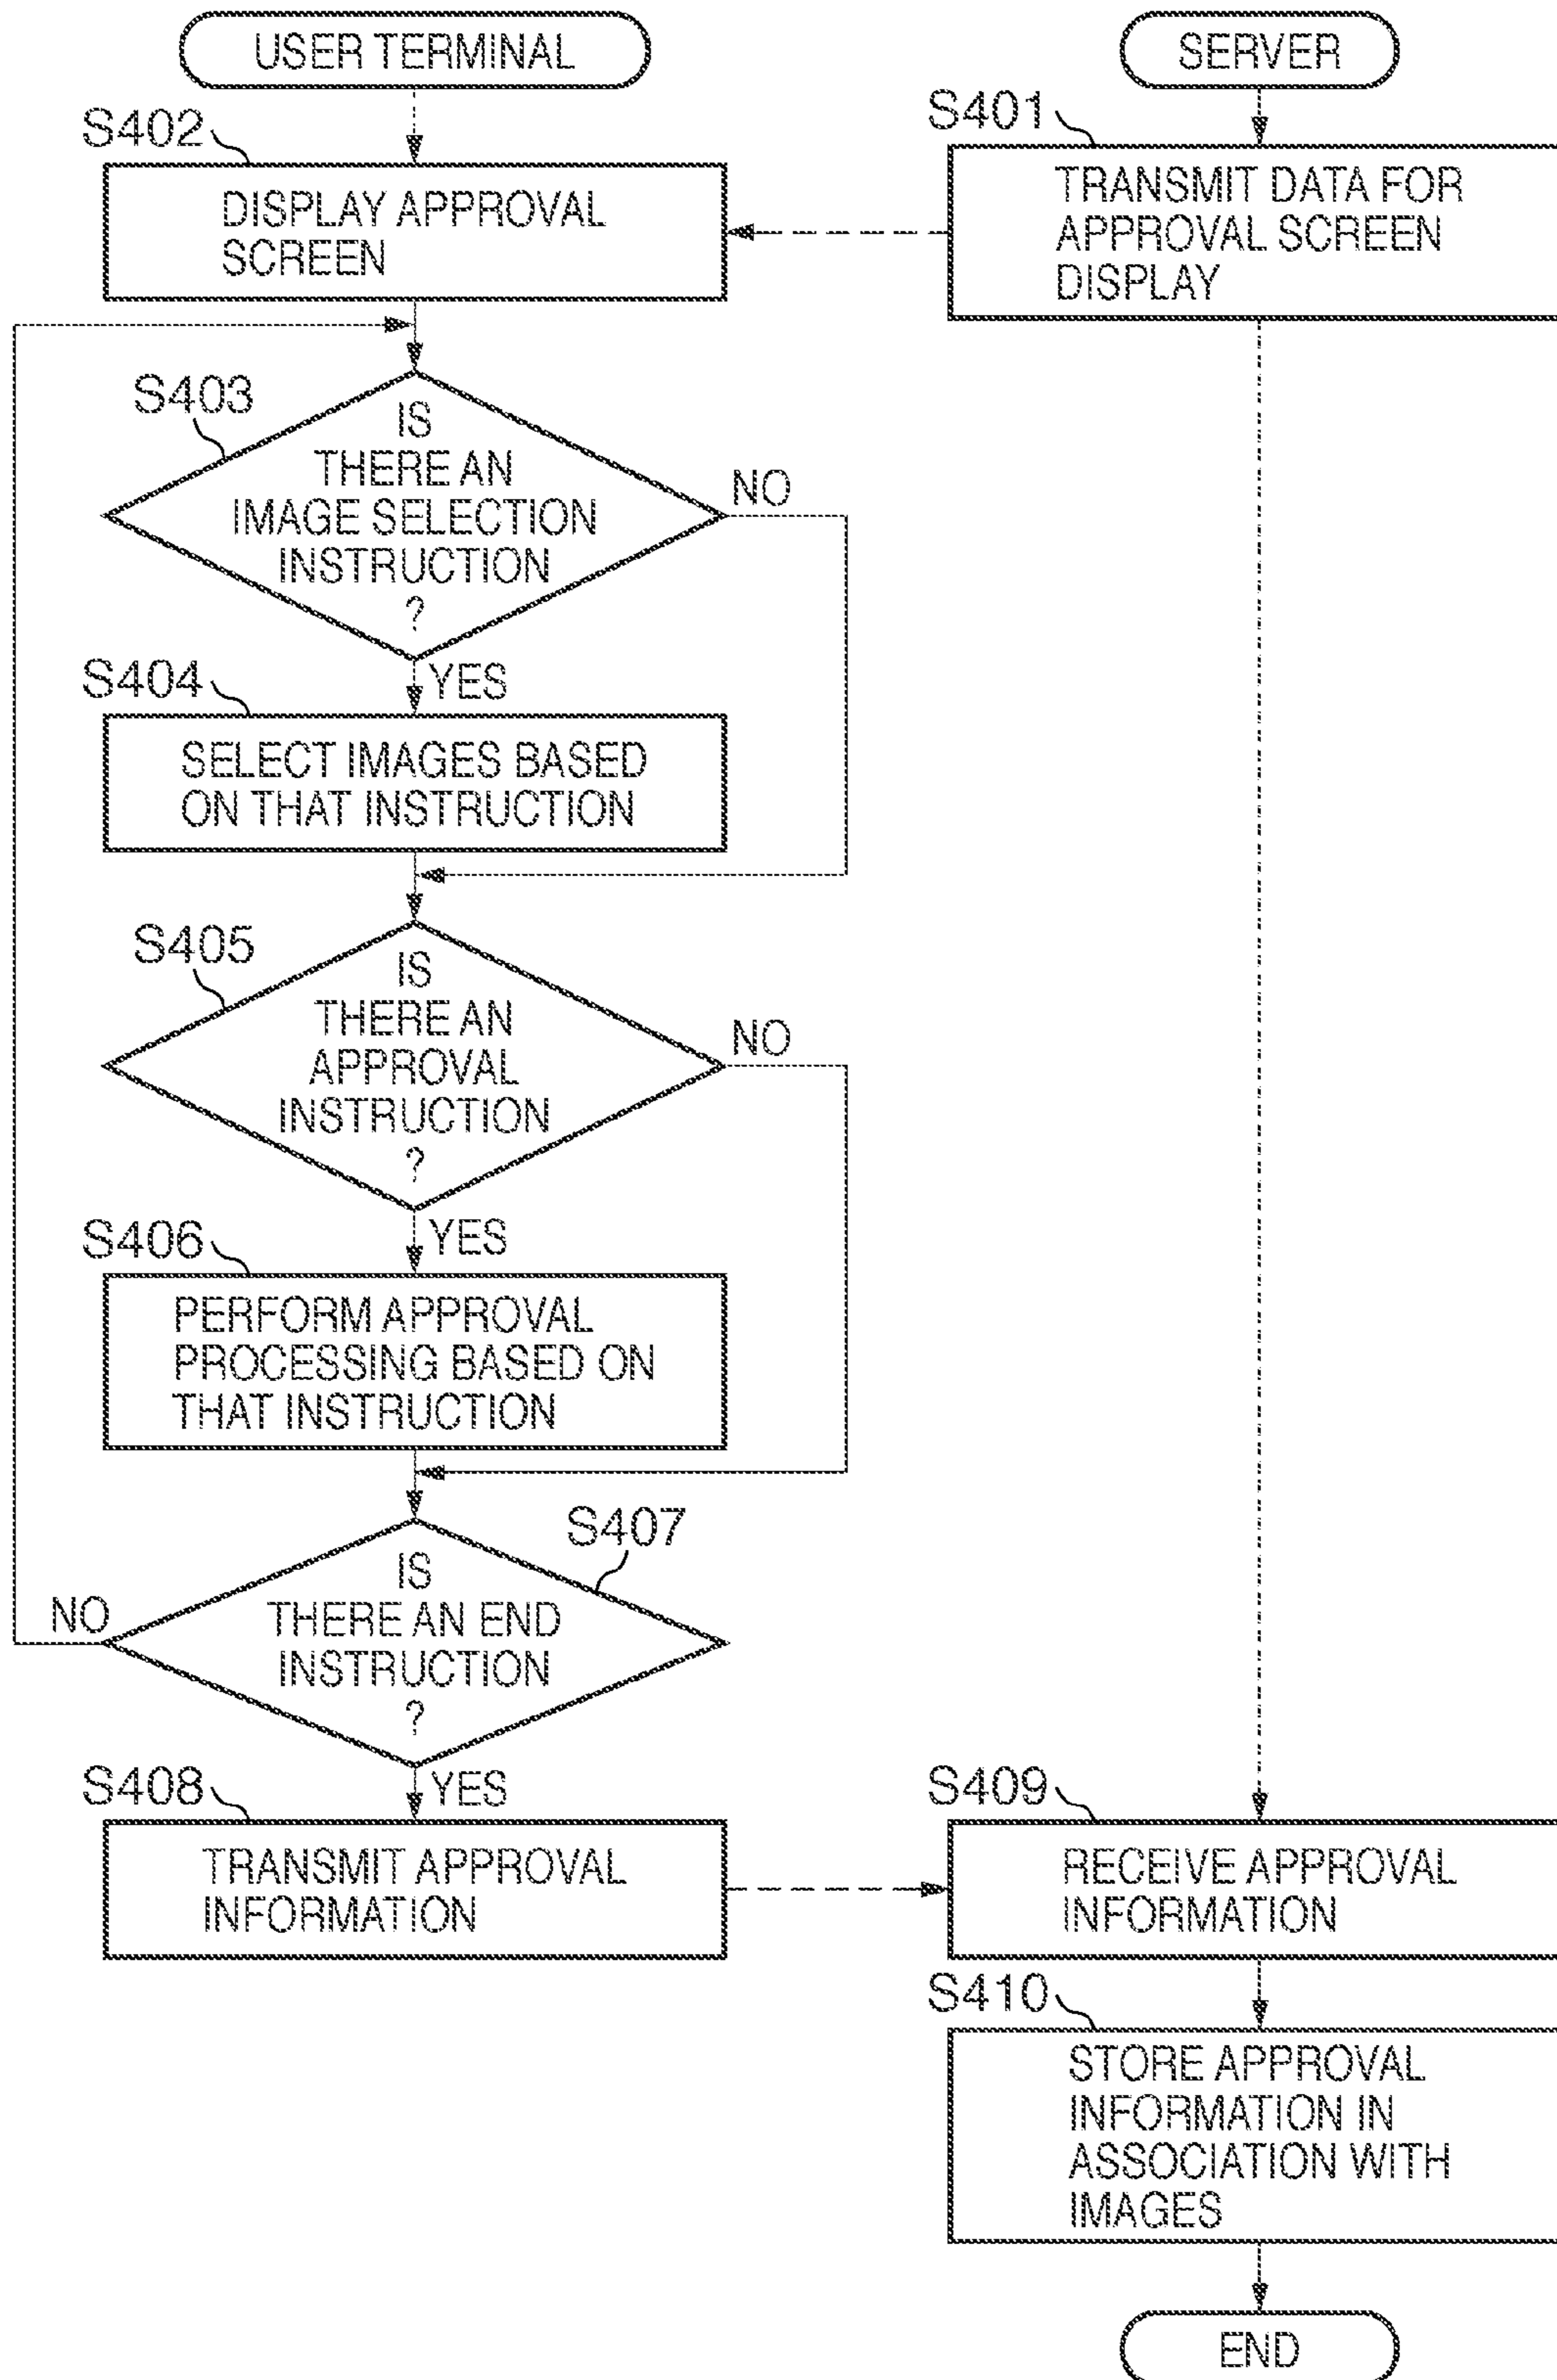 USER TERMINAL
SERVER
S402
S401
DISPLAY APPROVAL
SCREEN
TRANSMIT DATA FOR
APPROVAL SCREEN
DISPLAY
S403
IS
THERE AN
IMAGE SELECTION
INSTRUCTION
?
NO
YES
S404
SELECT IMAGES BASED
ON THAT INSTRUCTION
S405
IS
THERE AN
APPROVAL
INSTRUCTION
?
NO
YES
S406
PERFORM APPROVAL
PROCESSING BASED ON
THAT INSTRUCTION
S407
IS
THERE AN END
INSTRUCTION
?
NO
YES
S408
TRANSMIT APPROVAL
INFORMATION
S409
RECEIVE APPROVAL
INFORMATION
S410
STORE APPROVAL
INFORMATION IN
ASSOCIATION WITH
IMAGES
END